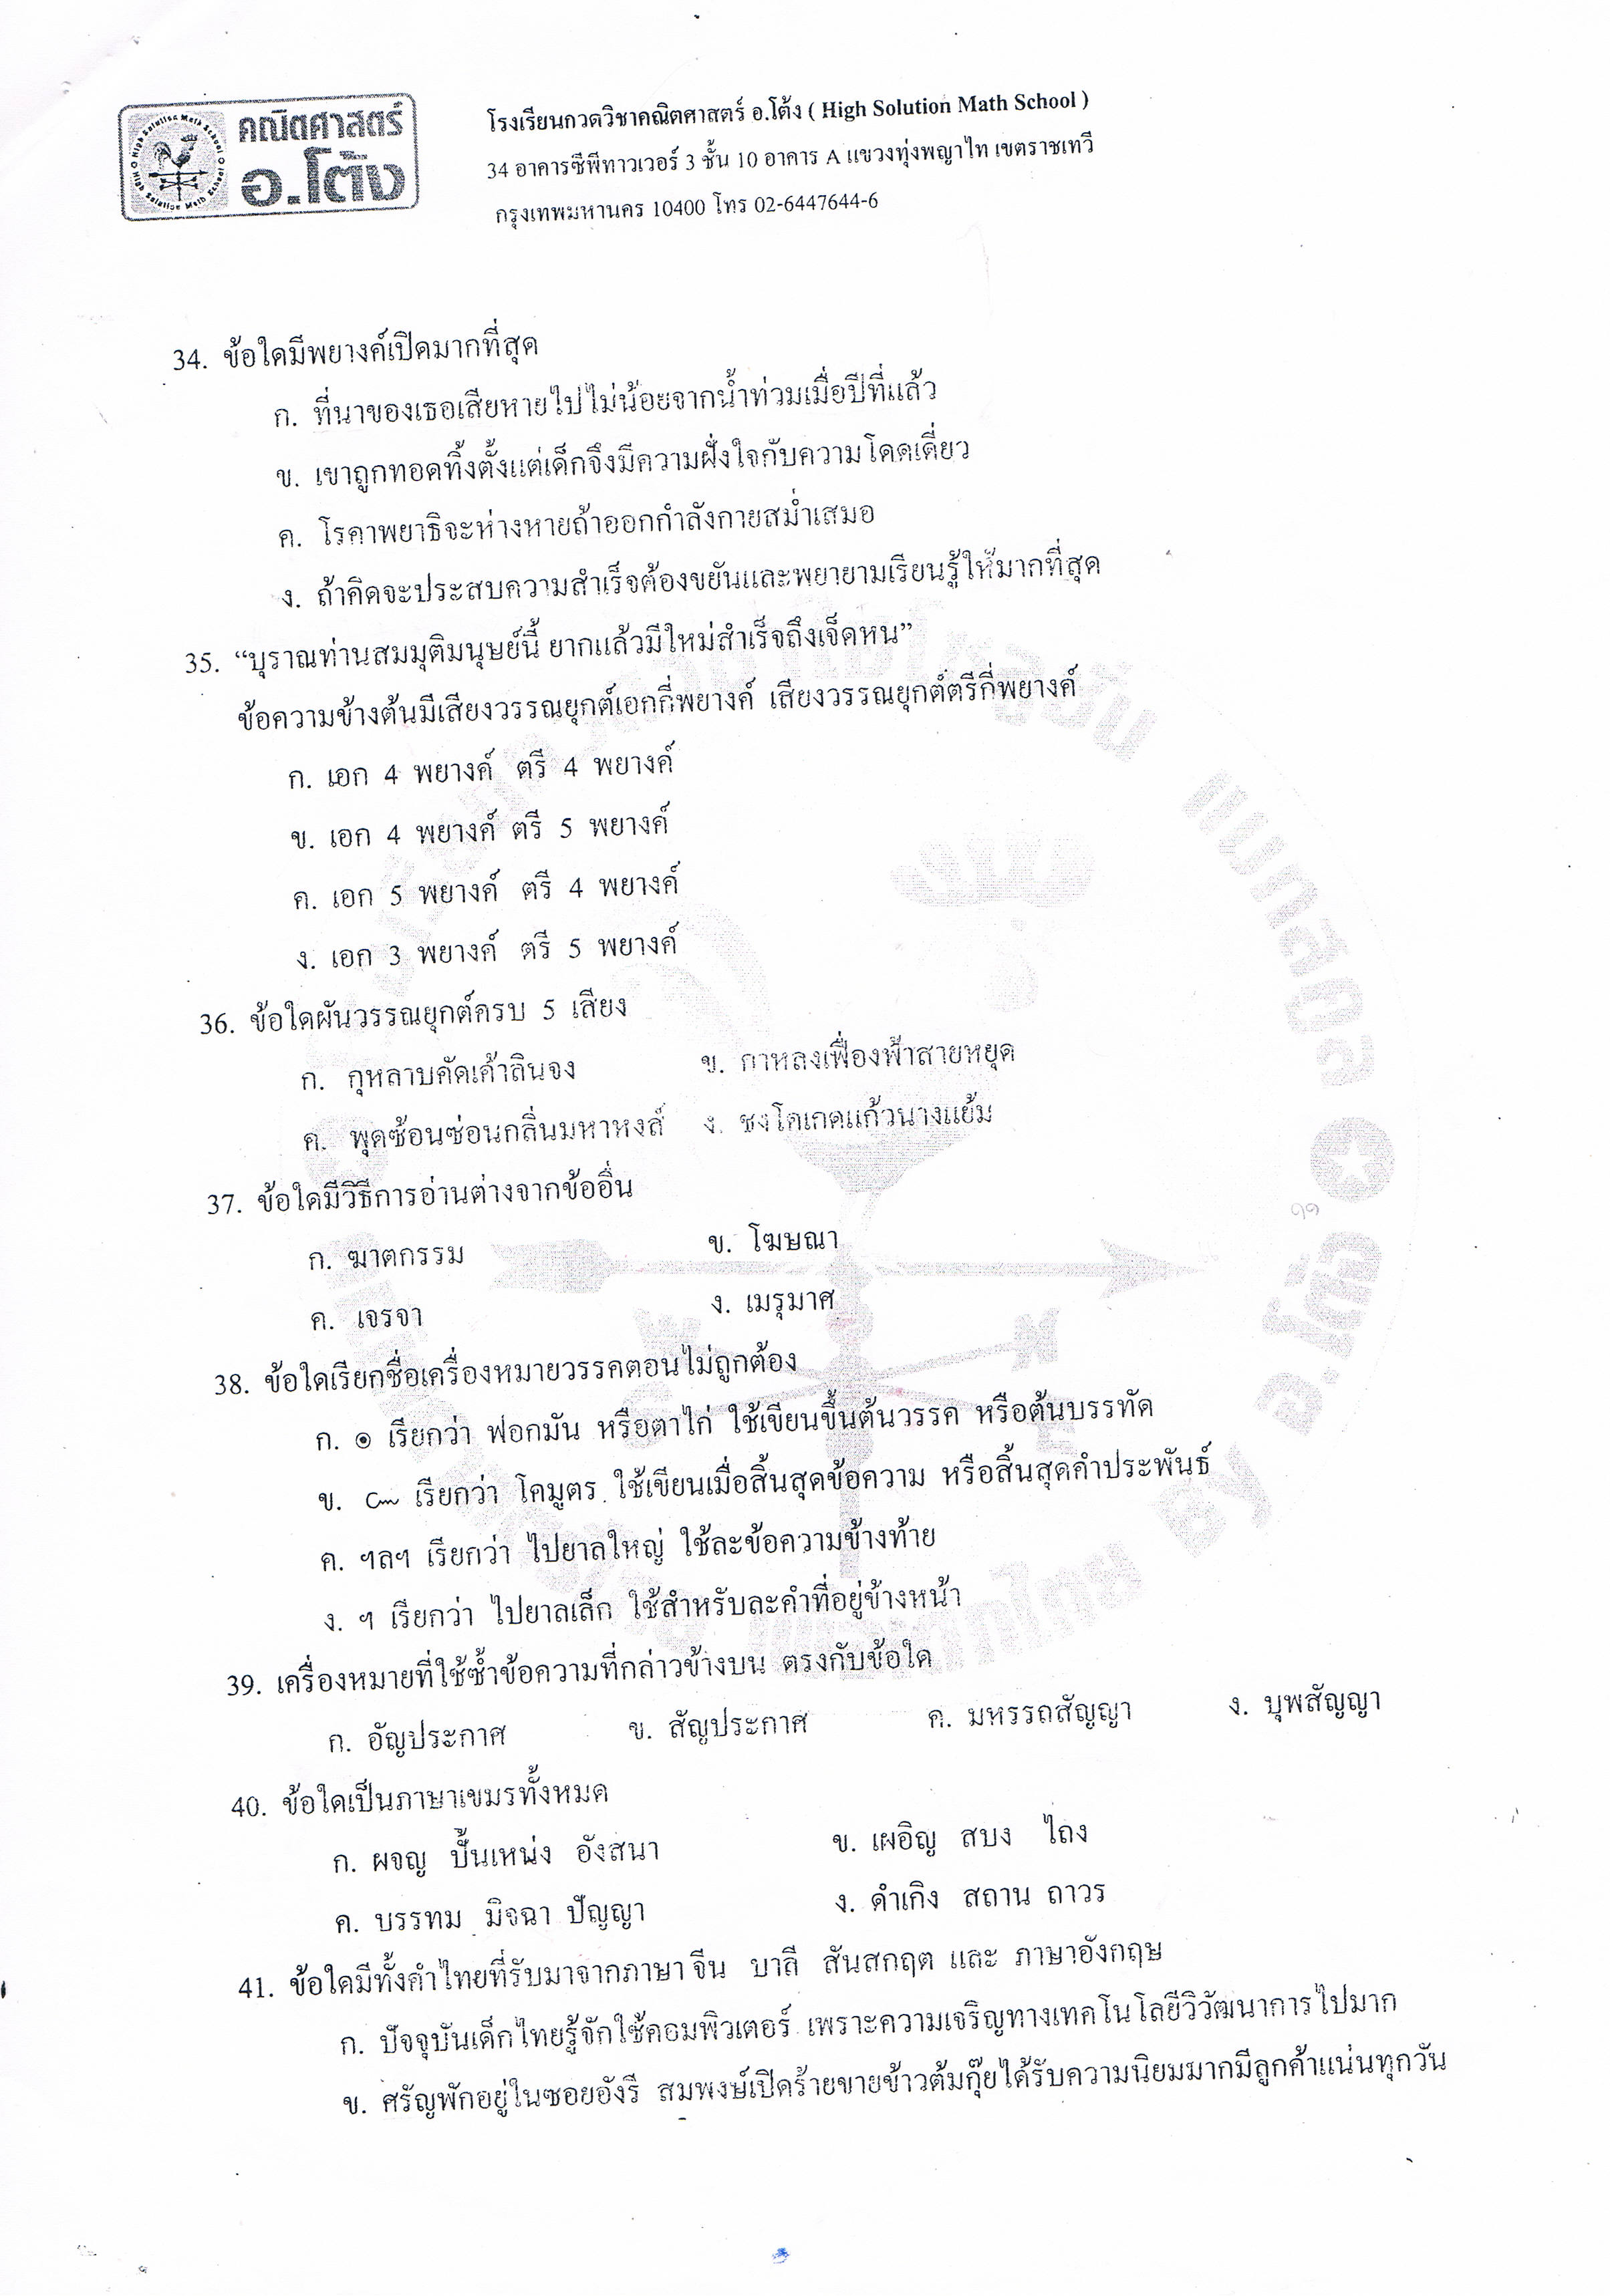 คณิตศาสตร์
อ.โต้ง
High Solution Math School
โรงเรียนกวดวิชาคณิตศาสตร์ อ.โต้ง ( High Solution Math School )
34 อาคารซีพีทาวเวอร์ 3 ชั้น 10 อาคาร A แขวงทุ่งพญาไท เขตราชเทวี
กรุงเทพมหานคร 10400 โทร 02-6447644-6
34. ข้อใดมีพยางค์เปิดมากที่สุด
ก. ที่นาของเธอเสียหายไปไม่น้อยจากน้ำท่วมเมื่อปีที่แล้ว
ข. เขาถูกทอดทิ้งตั้งแต่เด็กจึงมีความฝังใจกับความโดดเดี่ยว
ค. โรคาพยาธิจะห่างหายถ้าออกกำลังกายสม่ำเสมอ
ง. ถ้าคิดจะประสบความสำเร็จต้องขยันและพยายามเรียนรู้ให้มากที่สุด
35. “บุราณท่านสมมุติมนุษย์นี้ ยากแล้วมีใหม่สำเร็จถึงเจ็ดหน”
ข้อความข้างต้นมีเสียงวรรณยุกต์เอกกี่พยางค์ เสียงวรรณยุกต์ตรีกี่พยางค์
ก. เอก 4 พยางค์ ตรี 4 พยางค์
ข. เอก 4 พยางค์ ตรี 5 พยางค์
ค. เอก 5 พยางค์ ตรี 4 พยางค์
ง. เอก 3 พยางค์ ตรี 5 พยางค์
36. ข้อใดผันวรรณยุกต์ครบ 5 เสียง
ก. กุหลาบคัดเค้าลินจง ข. กาหลงเฟื่องฟ้าสายหยุด
ค. พุดซ้อนซ่อนกลิ่นมหาหงส์ ง. ชงโคเกดแก้วนางแย้ม
37. ข้อใดมีวิธีการอ่านต่างจากข้ออื่น
ก. ฆาตกรรม ข. โฆษณา
ค. เจรจา ง. เมรุมาศ
38. ข้อใดเรียกชื่อเครื่องหมายวรรคตอนไม่ถูกต้อง
ก. ๏ เรียกว่า ฟอกมัน หรือตาไก่ ใช้เขียนขึ้นต้นวรรค หรือต้นบรรทัด
ข. ๛ เรียกว่า โคมูตร ใช้เขียนเมื่อสิ้นสุดข้อความ หรือสิ้นสุดคำประพันธ์
ค. ฯลฯ เรียกว่า ไปยาลใหญ่ ใช้ละข้อความข้างท้าย
ง. ฯ เรียกว่า ไปยาลเล็ก ใช้สำหรับละคำที่อยู่ข้างหน้า
39. เครื่องหมายที่ใช้ซ้ำข้อความที่กล่าวข้างบน ตรงกับข้อใด
ก. อัญประกาศ ข. สัญประกาศ ค. มหรรถสัญญา ง. บุพสัญญา
40. ข้อใดเป็นภาษาเขมรทั้งหมด
ก. ผจญ ปั้นเหน่ง อังสนา ข. เผอิญ สบง ไถง
ค. บรรทม มิจฉา ปัญญา ง. ดำเกิง สถาน ถาวร
41. ข้อใดมีทั้งคำไทยที่รับมาจากภาษา จีน บาลี สันสกฤต และ ภาษาอังกฤษ
ก. ปัจจุบันเด็กไทยรู้จักใช้คอมพิวเตอร์ เพราะความเจริญทางเทคโนโลยีวิวัฒนาการไปมาก
ข. ศรัญพักอยู่ในซอยอังรี สมพงษ์เปิดร้ายขายข้าวต้มกุ๊ยได้รับความนิยมมากมีลูกค้าแน่นทุกวัน